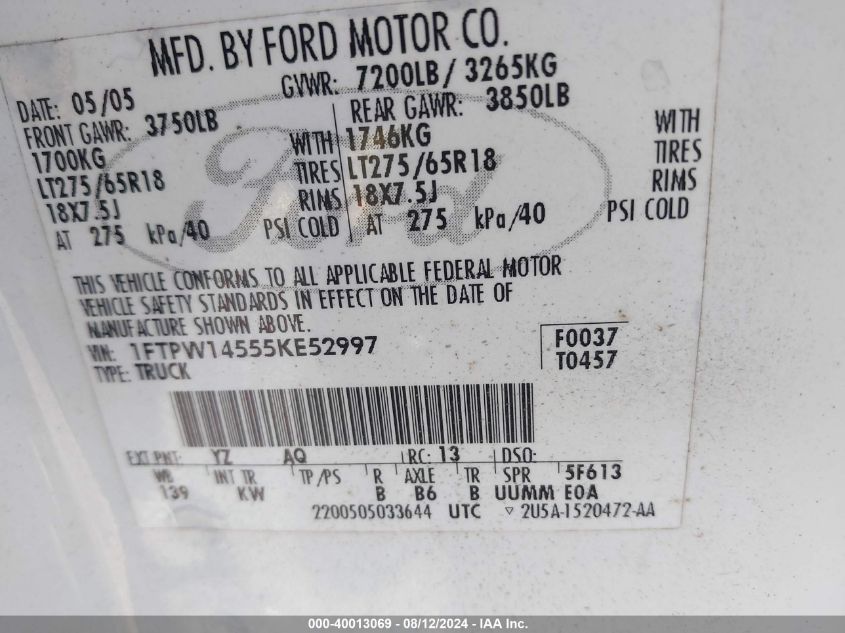 MFD. BY FORD MOTOR CO.
DATE: 05/05 GVWR: 7200LB / 3265KG
FRONT GAWR: 3750LB REAR GAWR: 3850LB
1700KG WITH 1746KG WITH
LT275/65R18 TIRES LT275/65R18 TIRES
18X7.5J RIMS 18X7.5J RIMS
AT 275 kPa/40 PSI COLD AT 275 kPa/40 PSI COLD
Ford
THIS VEHICLE CONFORMS TO ALL APPLICABLE FEDERAL MOTOR
VEHICLE SAFETY STANDARDS IN EFFECT ON THE DATE OF
MANUFACTURE SHOWN ABOVE.
VIN: 1FTPW14555KE52997 F0037
TYPE: TRUCK T0457
EXT PNT: YZ AQ RC: 13 DSO:
WB INT TR TP/PS R AXLE TR SPR 5F613
139 KW B B6 B UUMM E0A
2200505033644 UTC ▽ 2U5A-1520472-AA
000-40013069 - 08/12/2024 - IAA Inc.